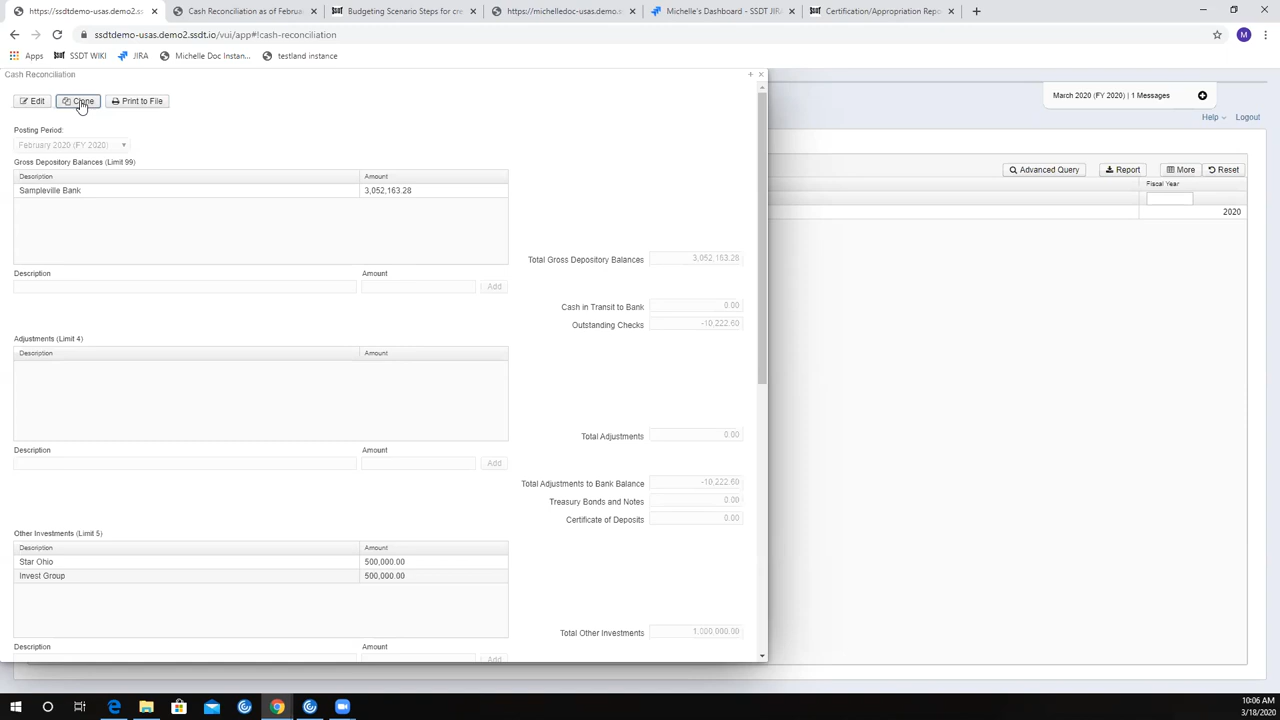 https://ssdtdemo-usas.demo2.ssdt
Cash Reconciliation as of Februa
Budgeting Scenario Steps for cre
https://michelledoc-usas.demo2.s
Michelle's Dashboard - SSDT JIRA
Certification/Appropriation Repo
ssdtdemo-usas.demo2.ssdt.io/vui/app#!cash-reconciliation
M
Apps
SSDT WIKI
JIRA
Michelle Doc Instan...
testland instance
Cash Reconciliation
March 2020 (FY 2020) | 1 Messages
Help
Logout
Edit
Clone
Print to File
Posting Period:
February 2020 (FY 2020)
Gross Depository Balances (Limit 99)
Description Amount
Sampleville Bank 3,052,163.28
Advanced Query
Report
More
Reset
Fiscal Year
2020
Total Gross Depository Balances 3,052,163.28
Description Amount
Add
Cash in Transit to Bank 0.00
Outstanding Checks -10,222.60
Adjustments (Limit 4)
Description Amount
Total Adjustments 0.00
Description Amount
Add
Total Adjustments to Bank Balance -10,222.60
Treasury Bonds and Notes 0.00
Certificate of Deposits 0.00
Other Investments (Limit 5)
Description Amount
Star Ohio 500,000.00
Invest Group 500,000.00
Total Other Investments 1,000,000.00
Description Amount
Add
10:06 AM
3/18/2020